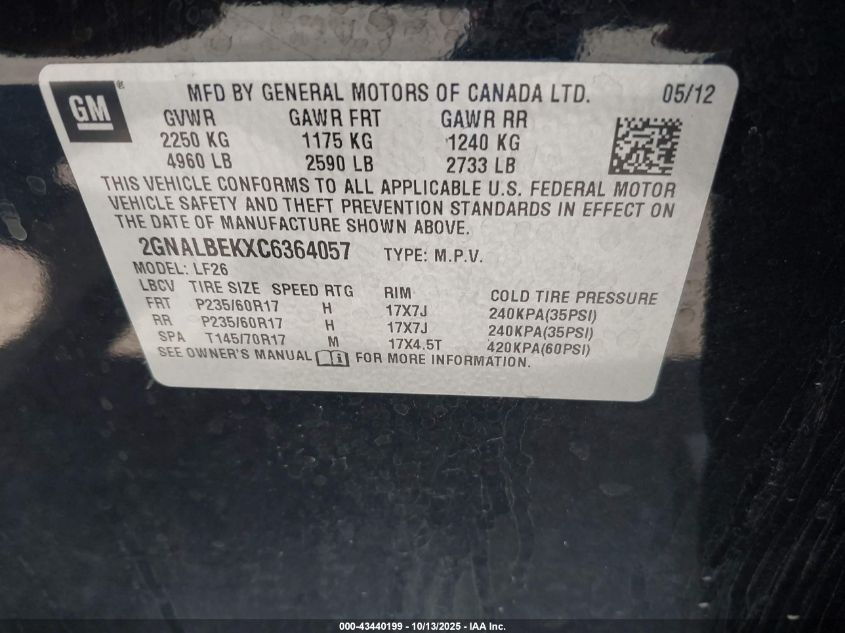 GM ®
MFD BY GENERAL MOTORS OF CANADA LTD. 05/12
GVWR GAWR FRT GAWR RR
2250 KG 1175 KG 1240 KG
4960 LB 2590 LB 2733 LB
THIS VEHICLE CONFORMS TO ALL APPLICABLE U.S. FEDERAL MOTOR
VEHICLE SAFETY AND THEFT PREVENTION STANDARDS IN EFFECT ON
THE DATE OF MANUFACTURE SHOWN ABOVE.
2GNALBEKXC6364057 TYPE: M.P.V.
MODEL: LF26
LBCV TIRE SIZE SPEED RTG RIM COLD TIRE PRESSURE
FRT P235/60R17 H 17X7J 240KPA(35PSI)
RR P235/60R17 H 17X7J 240KPA(35PSI)
SPA T145/70R17 M 17X4.5T 420KPA(60PSI)
SEE OWNER'S MANUAL FOR MORE INFORMATION.
000-43440199 - 10/13/2025 - IAA Inc.